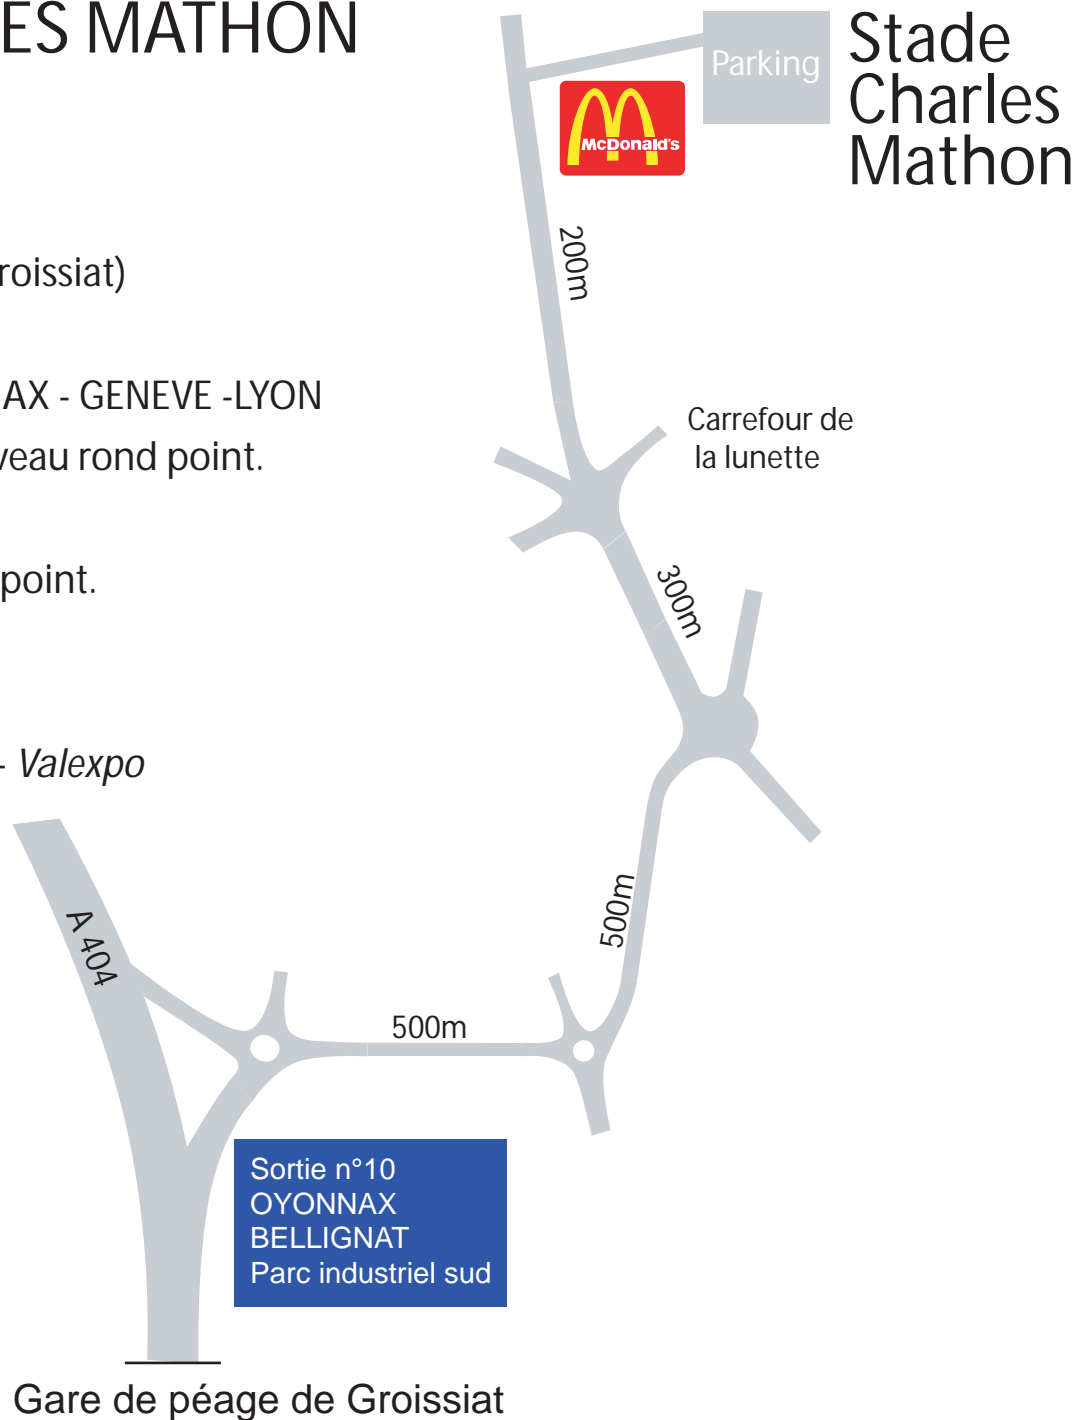 ES MATHON
Parking
Stade
Charles
Mathon
McDonald's
200m
roissiat)
AX - GENEVE -LYON
veau rond point.
Carrefour de
la lunette
point.
300m
- Valexpo
A 404
500m
500m
Sortie n°10
OYONNAX
BELLIGNAT
Parc industriel sud
Gare de péage de Groissiat